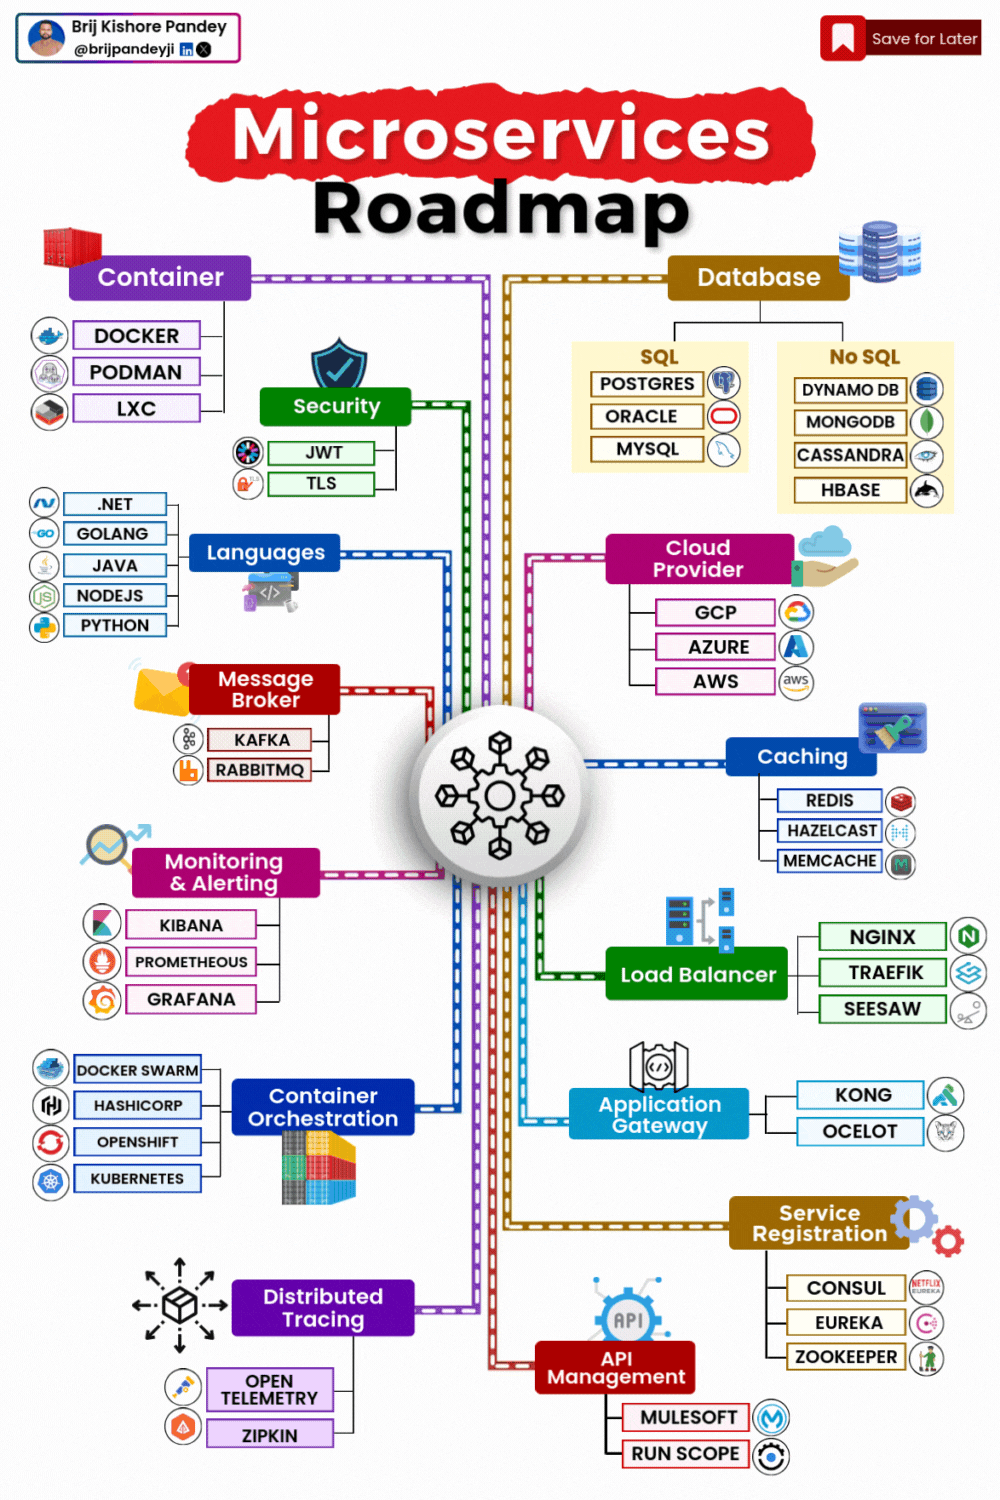 Brij Kishore Pandey
@brijpandeyji
Save for Later
Microservices
Roadmap
Container
DOCKER
PODMAN
LXC
Security
JWT
TLS
Languages
.NET
GOLANG
JAVA
NODEJS
PYTHON
Message
Broker
KAFKA
RABBITMQ
Monitoring
& Alerting
KIBANA
PROMETHEOUS
GRAFANA
Container
Orchestration
DOCKER SWARM
HASHICORP
OPENSHIFT
KUBERNETES
Distributed
Tracing
OPEN
TELEMETRY
ZIPKIN
Database
SQL
POSTGRES
ORACLE
MYSQL
No SQL
DYNAMO DB
MONGODB
CASSANDRA
HBASE
Cloud
Provider
GCP
AZURE
AWS
aws
Caching
REDIS
HAZELCAST
MEMCACHE
Load Balancer
NGINX
TRAEFIK
SEESAW
Application
Gateway
KONG
OCELOT
Service
Registration
CONSUL
NETFLIX
EUREKA
EUREKA
ZOOKEEPER
API
API
Management
MULESOFT
RUN SCOPE